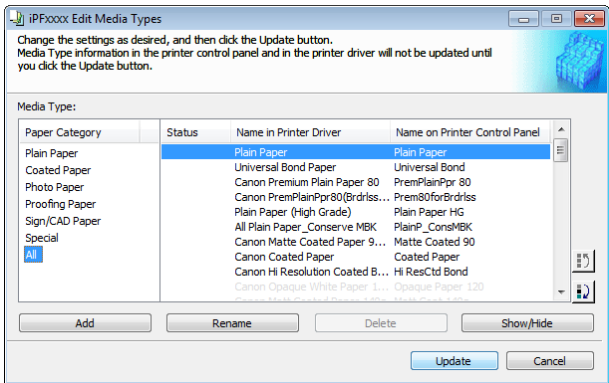 iPFxxxx Edit Media Types
Change the settings as desired, and then click the Update button.
Media Type information in the printer control panel and in the printer driver will not be updated until
you click the Update button.
Media Type:
Paper Category Status Name in Printer Driver Name on Printer Control Panel
Plain Paper Plain Paper Plain Paper
Coated Paper Universal Bond Paper Universal Bond
Photo Paper Canon Premium Plain Paper 80 PremPlainPpr 80
Proofing Paper Canon PremPlainPpr80(Brdrlss... Prem80forBrdrlss
Sign/CAD Paper Plain Paper (High Grade) Plain Paper HG
Special All Plain Paper_Conserve MBK PlainP_ConsMBK
All Canon Matte Coated Paper 9... Matte Coated 90
Canon Coated Paper Coated Paper
Canon Hi Resolution Coated B... Hi ResCtd Bond
Canon Opaque White Paper 1... Opaque Paper 120
Add Rename Delete Show/Hide
Update Cancel